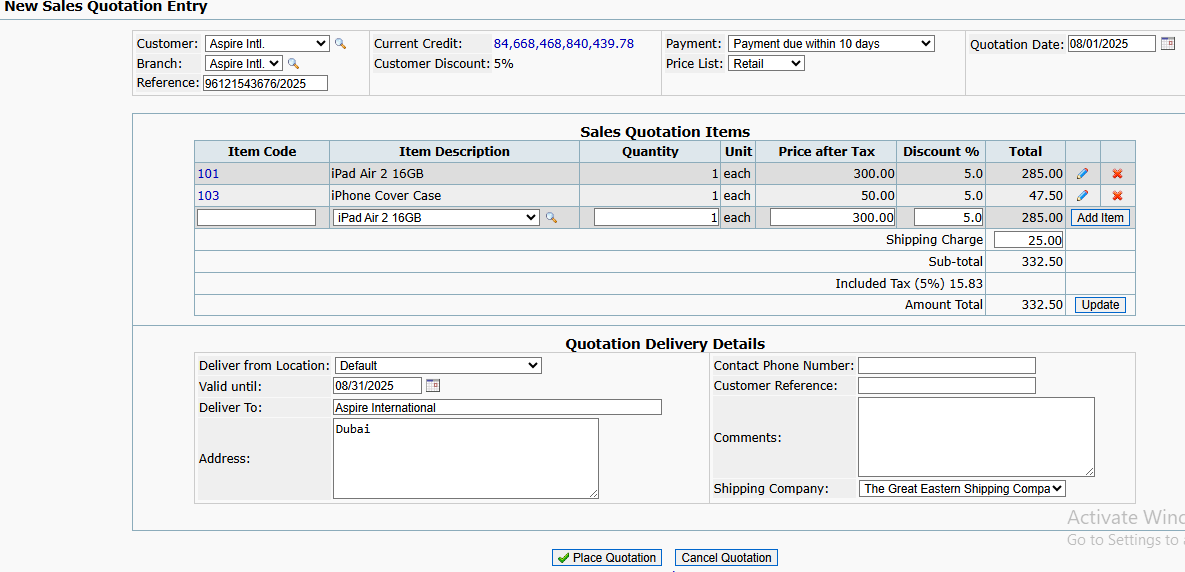 New Sales Quotation Entry
Customer: Aspire Intl. Current Credit: 84,668,468,840,439.78 Payment: Payment due within 10 days Quotation Date: 08/01/2025
Branch: Aspire Intl. Customer Discount: 5% Price List: Retail
Reference: 96121543676/2025
Sales Quotation Items
Item Code Item Description Quantity Unit Price after Tax Discount % Total
101 iPad Air 2 16GB 1 each 300.00 5.0 285.00
103 iPhone Cover Case 1 each 50.00 5.0 47.50
iPad Air 2 16GB 1 each 300.00 5.0 285.00 Add Item
Shipping Charge 25.00
Sub-total 332.50
Included Tax (5%) 15.83
Amount Total 332.50 Update
Quotation Delivery Details
Deliver from Location: Default Contact Phone Number:
Valid until: 08/31/2025 Customer Reference:
Deliver To: Aspire International
Address: Dubai Comments:
Shipping Company: The Great Eastern Shipping Compa
Activate Winc
Go to Settings to a
Place Quotation Cancel Quotation